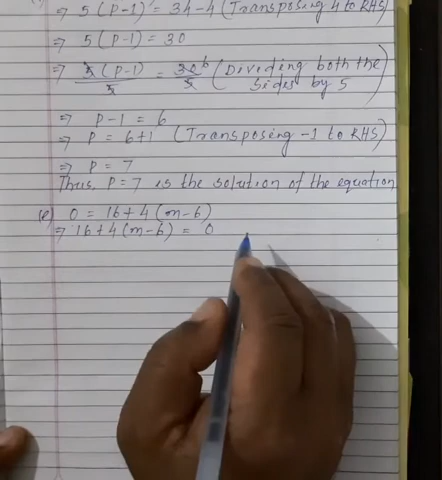 ⇒ 5(P-1) = 34-4 (Transposing 4 to RHS)
⇒ 5(P-1) = 30
⇒ 5(P-1)/5 = 30 6/5 (Dividing both the sides by 5)
⇒ P-1 = 6
⇒ P = 6+1 (Transposing -1 to RHS)
⇒ P = 7
Thus, P=7 is the solution of the equation
(e) 0 = 16+4(m-6)
⇒ 16+4(m-6) = 0